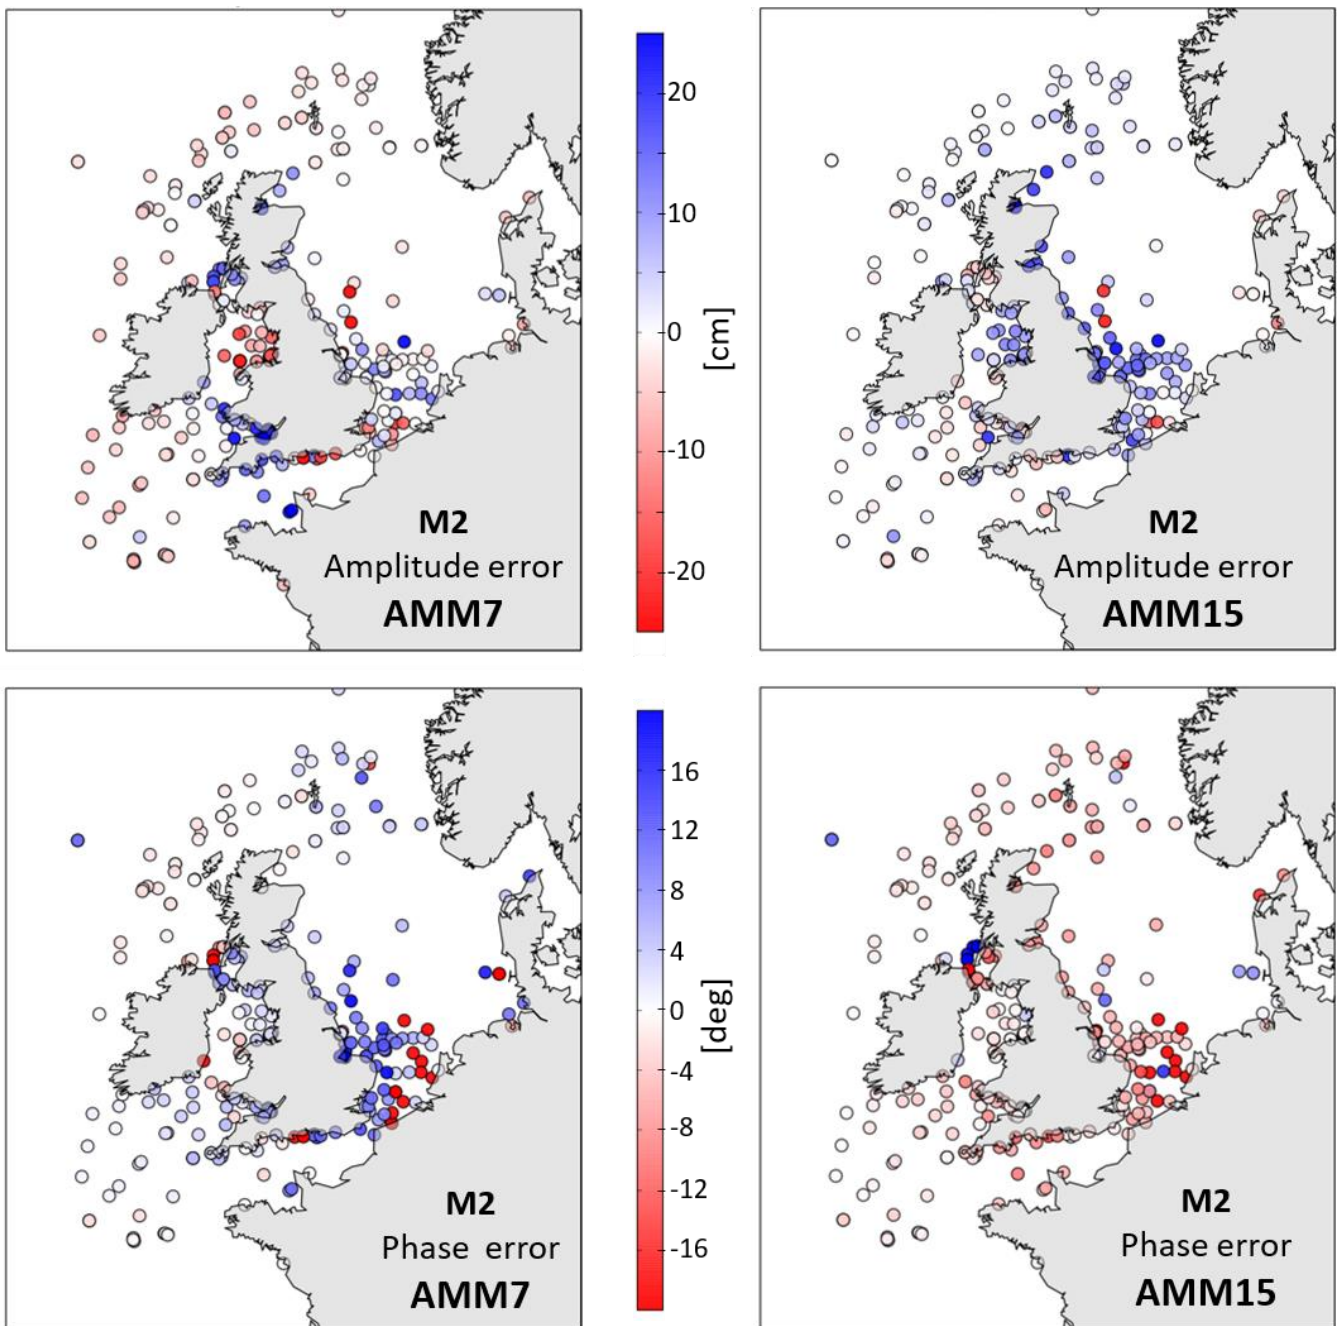 20
10
0
-10
-20
[cm]
M2
Amplitude error
AMM7
M2
Amplitude error
AMM15
16
12
8
4
0
-4
-8
-12
-16
[deg]
M2
Phase error
AMM7
M2
Phase error
AMM15